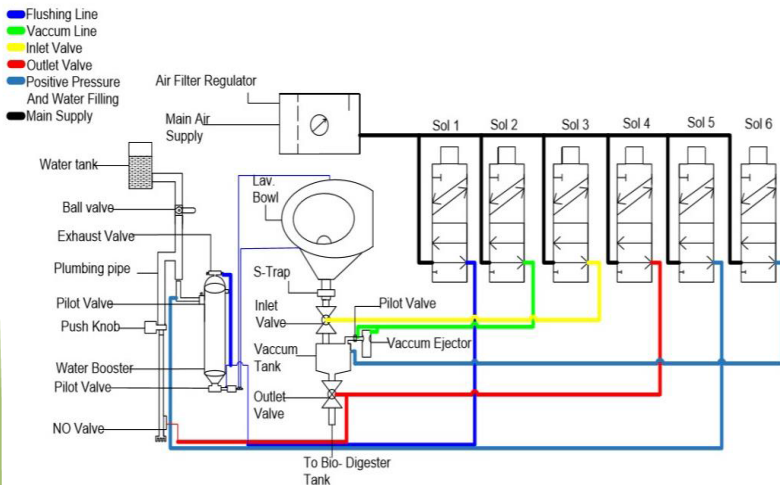 Flushing Line
Vaccum Line
Inlet Valve
Outlet Valve
Positive Pressure
And Water Filling
Main Supply
Air Filter Regulator
Main Air
Supply
Sol 1
Sol 2
Sol 3
Sol 4
Sol 5
Sol 6
Water tank
Lav.
Bowl
Ball valve
Exhaust Valve
Plumbing pipe
S-Trap
Pilot Valve
Inlet
Valve
Pilot Valve
Push Knob
Vaccum Ejector
Vaccum
Tank
Water Booster
Pilot Valve
Outlet
Valve
NO Valve
To Bio- Digester
Tank